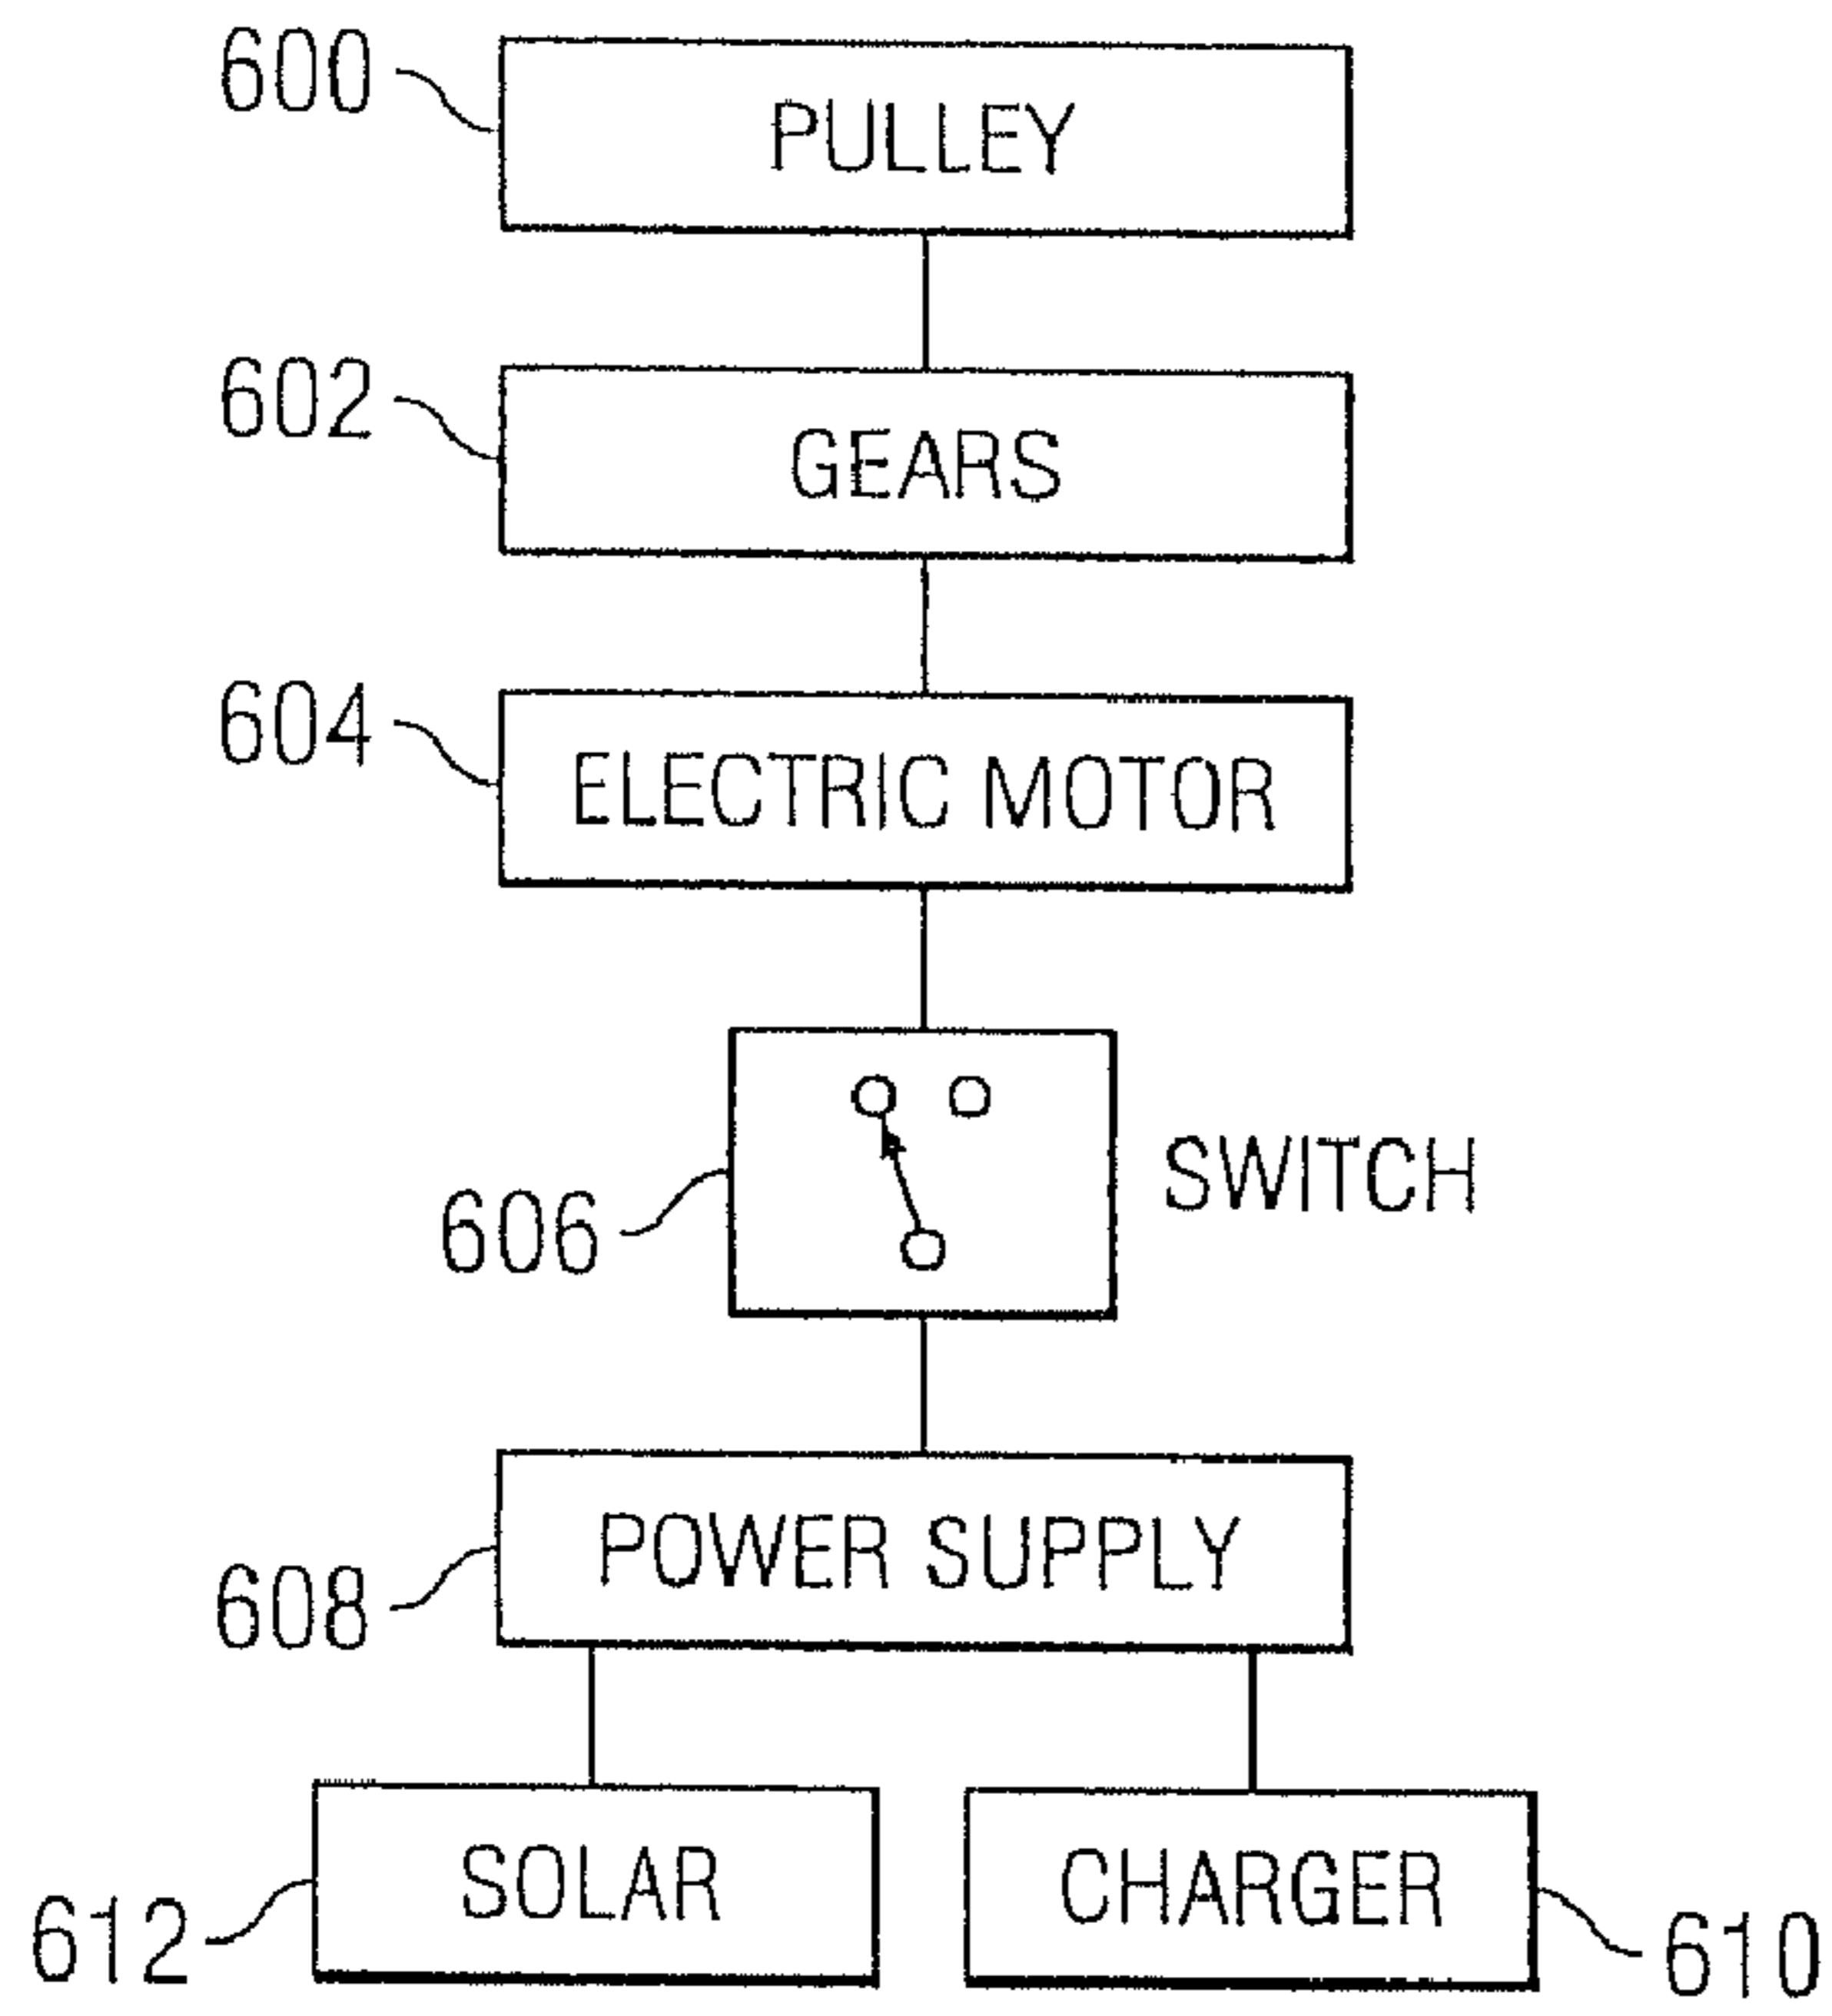 600
PULLEY
602
GEARS
604
ELECTRIC MOTOR
606
SWITCH
608
POWER SUPPLY
612
SOLAR
CHARGER
610